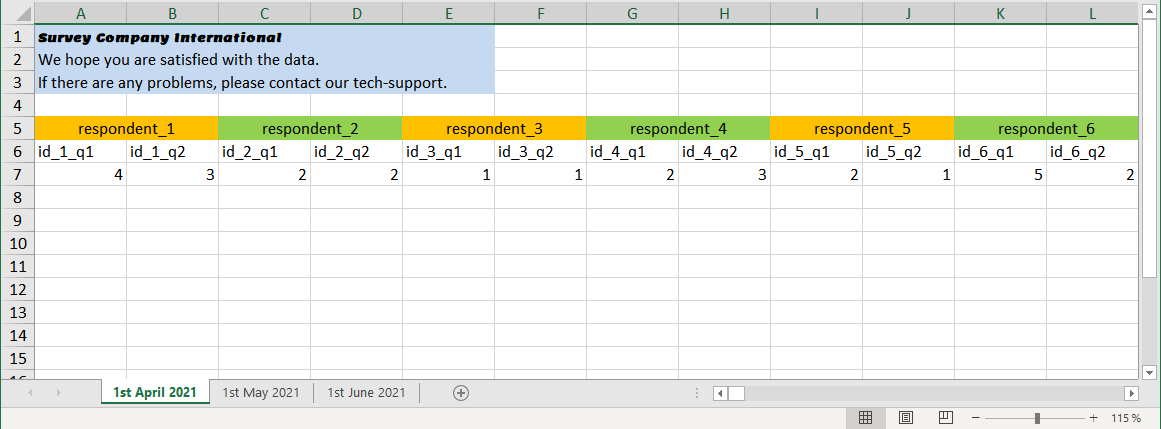 A B C D E F G H I J K L
1 Survey Company International
2 We hope you are satisfied with the data.
3 If there are any problems, please contact our tech-support.
4
5 respondent_1 respondent_2 respondent_3 respondent_4 respondent_5 respondent_6
6 id_1_q1 id_1_q2 id_2_q1 id_2_q2 id_3_q1 id_3_q2 id_4_q1 id_4_q2 id_5_q1 id_5_q2 id_6_q1 id_6_q2
7 4 3 2 2 1 1 2 3 2 1 5 2
8
9
10
11
12
13
14
15
16
1st April 2021 1st May 2021 1st June 2021
115 %